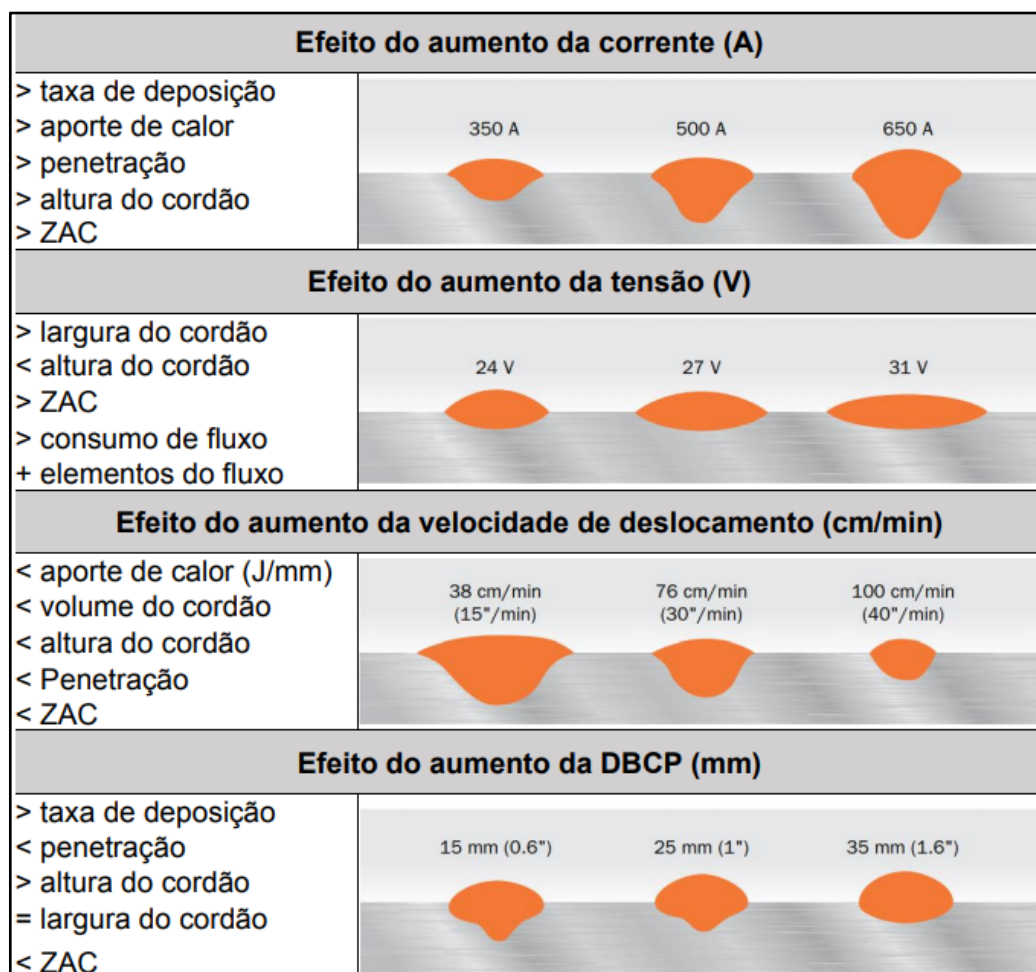 Efeito do aumento da corrente (A)
> taxa de deposição
> aporte de calor
> penetração
> altura do cordão
> ZAC
350 A 500 A 650 A
Efeito do aumento da tensão (V)
> largura do cordão
< altura do cordão
> ZAC
> consumo de fluxo
+ elementos do fluxo
24 V 27 V 31 V
Efeito do aumento da velocidade de deslocamento (cm/min)
< aporte de calor (J/mm)
< volume do cordão
< altura do cordão
< Penetração
< ZAC
38 cm/min 76 cm/min 100 cm/min
(15"/min) (30"/min) (40"/min)
Efeito do aumento da DBCP (mm)
> taxa de deposição
< penetração
> altura do cordão
= largura do cordão
< ZAC
15 mm (0.6") 25 mm (1") 35 mm (1.6")